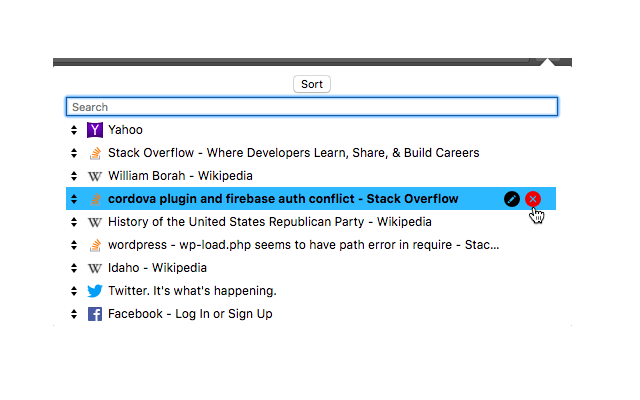 Sort
Search
Yahoo
Stack Overflow - Where Developers Learn, Share, & Build Careers
William Borah - Wikipedia
cordova plugin and firebase auth conflict - Stack Overflow
History of the United States Republican Party - Wikipedia
wordpress - wp-load.php seems to have path error in require - Stac...
Idaho - Wikipedia
Twitter. It's what's happening.
Facebook - Log In or Sign Up